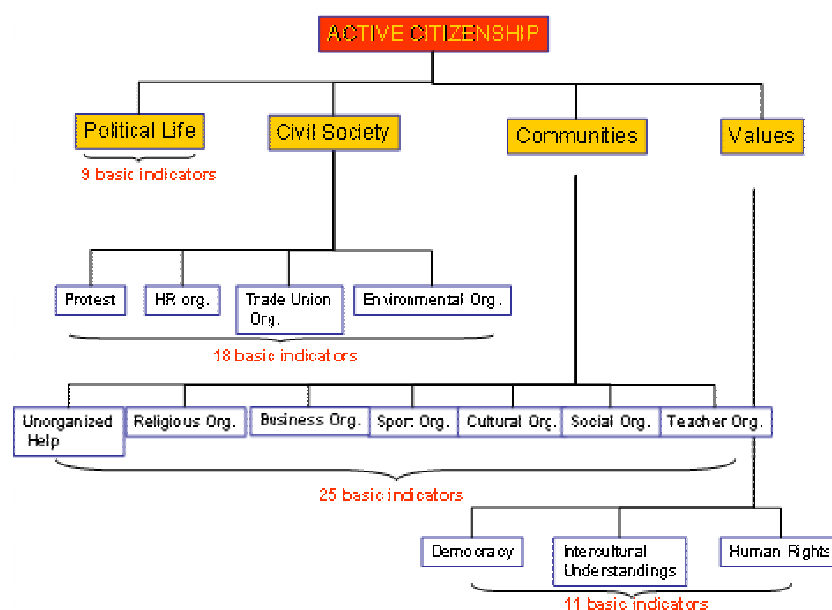 ACTIVE CITIZENSHIP
Political Life
Civil Society
Communities
Values
9 basic indicators
Protest
HR org.
Trade Union
Org.
Environmental Org.
18 basic indicators
Unorganized
Help
Religious Org.
Business Org.
Sport Org.
Cultural Org.
Social Org.
Teacher Org.
25 basic indicators
Democracy
Intercultural
Understandings
Human Rights
11 basic indicators